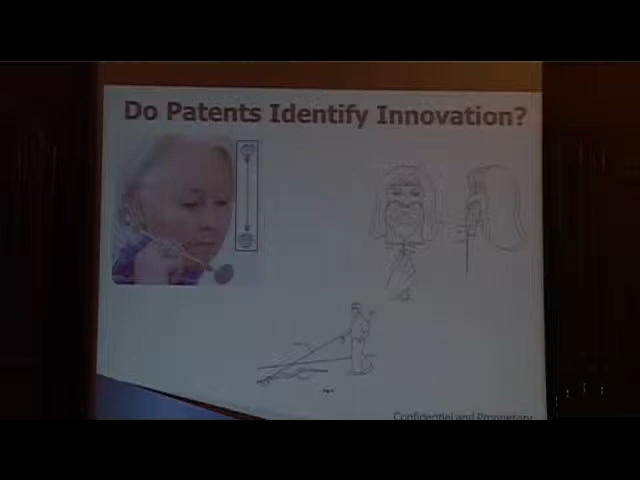 Do Patents Identify Innovation?
Confidential and Proprietary